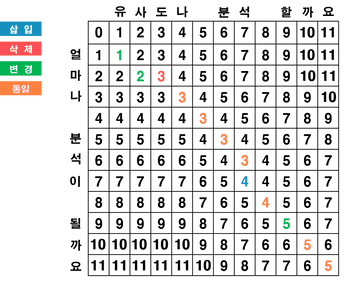 유 사 도 나 분 석 할 까 요
삽 입
삭 제
변 경
동 일
0 1 2 3 4 5 6 7 8 9 10 11
얼 1 1 2 3 4 5 6 7 8 9 10 11
마 2 2 2 3 4 5 6 7 8 9 10 11
나 3 3 3 3 3 4 5 6 7 8 9 10
4 4 4 4 4 3 4 5 6 7 8 9
분 5 5 5 5 5 4 3 4 5 6 7 8
석 6 6 6 6 6 5 4 3 4 5 6 7
이 7 7 7 7 7 6 5 4 4 5 6 7
8 8 8 8 8 7 6 5 4 5 6 7
될 9 9 9 9 9 8 7 6 5 5 6 7
까 10 10 10 10 10 9 8 7 6 6 5 6
요 11 11 11 11 11 10 9 8 7 7 6 5